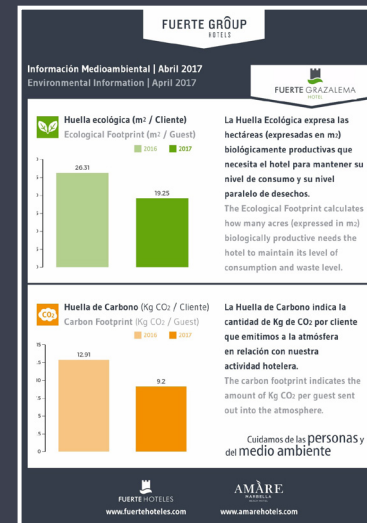 FUERTE GRŌUP
HOTELS
Información Medioambiental | Abril 2017
Environmental Information | April 2017
FUERTE GRAZALEMA
HOTEL
Huella ecológica (m² / Cliente)
Ecological Footprint (m² / Guest)
2016 2017
26.31
19.25
La Huella Ecológica expresa las
hectáreas (expresadas en m2)
biológicamente productivas que
necesita el hotel para mantener su
nivel de consumo y su nivel
paralelo de desechos.
The Ecological Footprint calculates
how many acres (expressed in m2)
biologically productive needs the
hotel to maintain its level of
consumption and waste level.
CO₂
Huella de Carbono (Kg CO₂ / Cliente)
Carbon Footprint (Kg CO₂ / Guest)
2016 2017
15
12.91
10
9.2
5
5
0
La Huella de Carbono indica la
cantidad de Kg de CO₂ por cliente
que emitimos a la atmósfera
en relación con nuestra
actividad hotelera.
The carbon footprint indicates the
amount of Kg CO₂ per guest sent
out into the atmosphere.
Cuidamos de las personas y
del medio ambiente
FUERTE HOTELES
www.fuertehoteles.com
AMÀRE
MARBELLA
www.amarehoteles.com